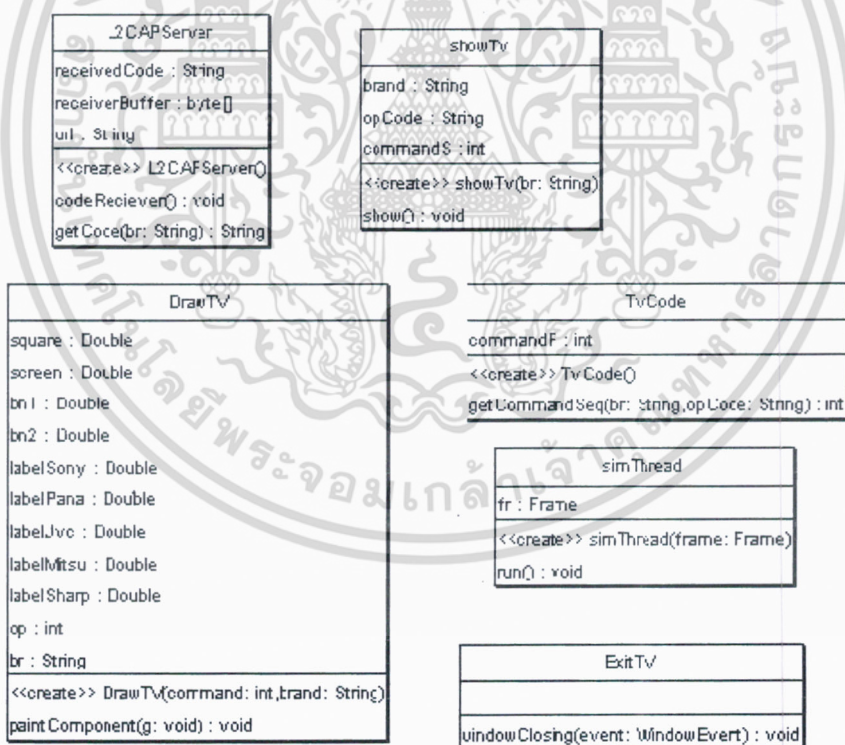 L2CAPServer
receivedCode : String
receiverBuffer : byte[]
url : String
<<create>> L2CAPServer()
codeReciever() : void
getCode(br: String) : String
showTv
brand : String
opCode : String
commandS : int
<<create>> showTv(br: String)
show() : void
DrawTV
square : Double
screen : Double
bn1 : Double
bn2 : Double
labelSony : Double
labelPana : Double
labelJvc : Double
labelMitsu : Double
labelSharp : Double
op : int
br : String
<<create>> DrawTV(command: int,brand: String)
paintComponent(g: void) : void
TvCode
commandF : int
<<create>> TvCode()
getCommandSeq(br: String,opCode: String) : int
simThread
fr : Frame
<<create>> simThread(frame: Frame)
run() : void
ExitTV
windowClosing(event: WindowEvent) : void